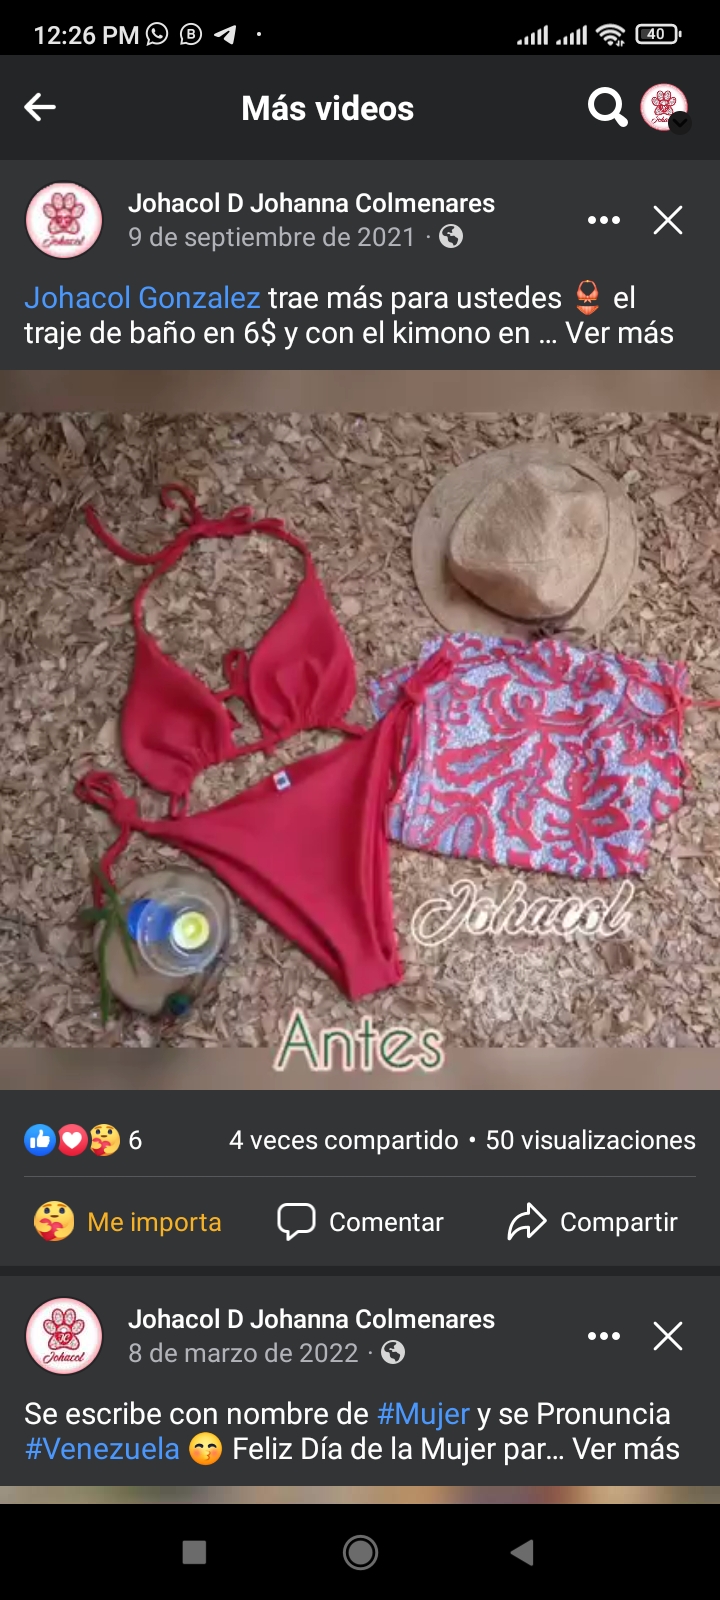 12:26 PM
40
Más videos
Johacol D Johanna Colmenares
9 de septiembre de 2021 ·
Johacol
Johacol Gonzalez trae más para ustedes 👙 el
traje de baño en 6$ y con el kimono en ... Ver más
Johacol
Antes
6
4 veces compartido • 50 visualizaciones
Me importa
Comentar
Compartir
Johacol D Johanna Colmenares
8 de marzo de 2022 ·
Johacol
Se escribe con nombre de #Mujer y se Pronuncia
#Venezuela 😙 Feliz Día de la Mujer par... Ver más